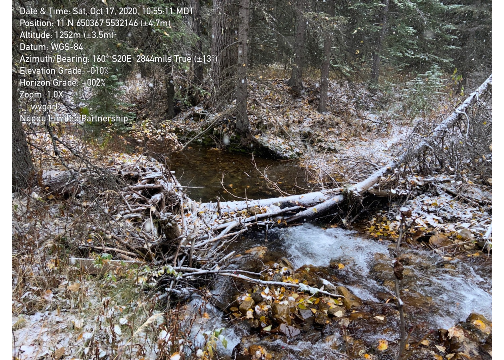 Date & Time: Sat, Oct 17, 2020, 10:55:11 MDT
Position: 11 N 650367 5532146 (±4.7m)
Altitude: 1252m (±3.5m)
Datum: WGS-84
Azimuth/Bearing: 160° S20E 2844mils True (±13°)
Elevation Grade: -010%
Horizon Grade: -002%
Zoom: 1.0X
wygarl
Partnership